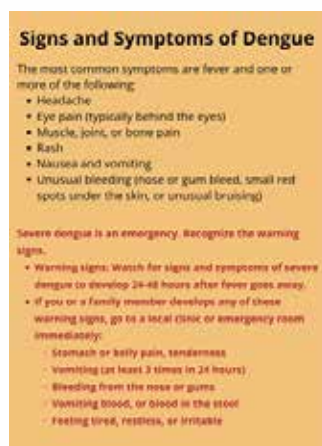 Signs and Symptoms of Dengue
The most common symptoms are fever and one or
more of the following:
• Headache
• Eye pain (typically behind the eyes)
• Muscle, joint, or bone pain
• Rash
• Nausea and vomiting
• Unusual bleeding (nose or gum bleed, small rest
spots under the skin, or unusual bruising)
Severe dengue is an emergency. Recognize the warning
signs.
• Warning signs: Watch for signs and symptoms of severe
dengue to develop 24-48 hours after fever goes away.
• If you or a family member develops any of these
warning signs, go to a local clinic or emergency room
immediately:
◦ Stomach or belly pain, tenderness
◦ Vomiting (at least 3 times in 24 hours)
◦ Bleeding from the nose or gums
◦ Vomiting blood, or blood in the stool
◦ Feeling tired, restless, or irritable